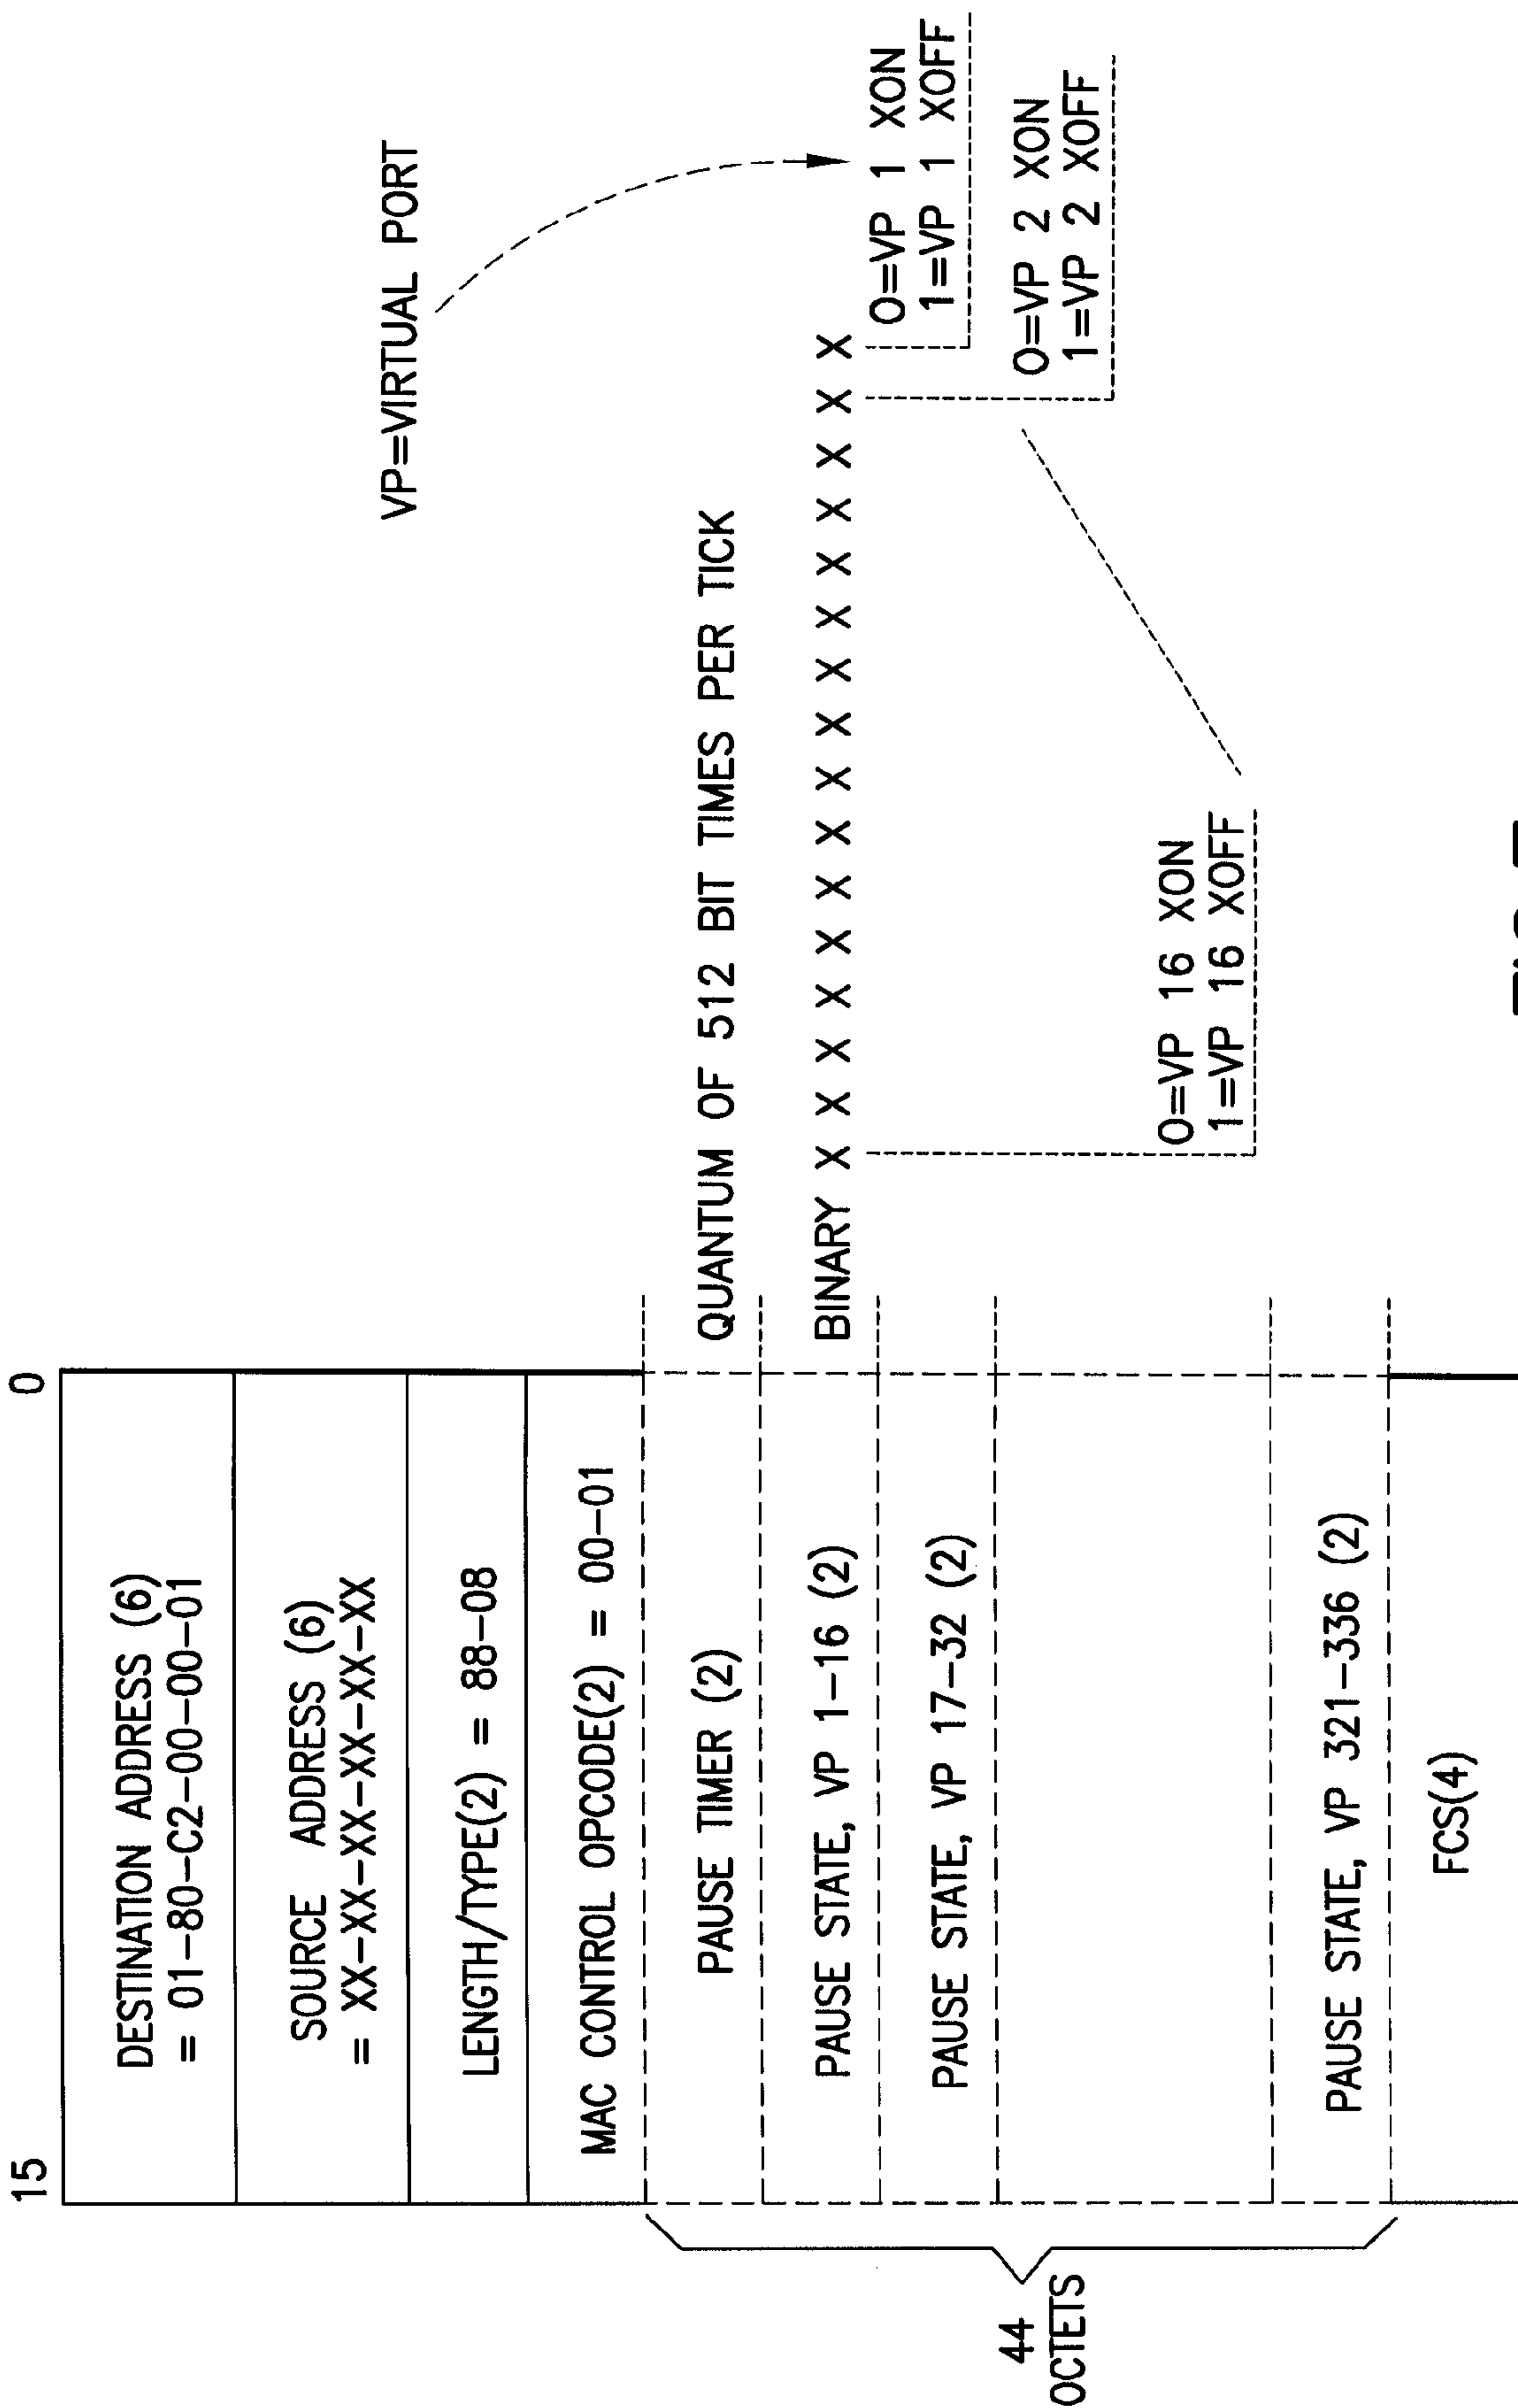 15
0
DESTINATION ADDRESS (6)
= 01-80-C2-00-00-01
SOURCE ADDRESS (6)
= XX-XX-XX-XX-XX-XX-XX
LENGTH/TYPE(2) = 88-08
MAC CONTROL OPCODE(2) = 00-01
PAUSE TIMER (2)
PAUSE STATE, VP 1-16 (2)
PAUSE STATE, VP 17-32 (2)
PAUSE STATE, VP 321-336 (2)
FCS(4)
44
OCTETS
VP=VIRTUAL PORT
QUANTUM OF 512 BIT TIMES PER TICK
BINARY X X X X X X X X X X X X X X X X
0=VP 1 XON
1=VP 1 XOFF
0=VP 2 XON
1=VP 2 XOFF
0=VP 16 XON
1=VP 16 XOFF